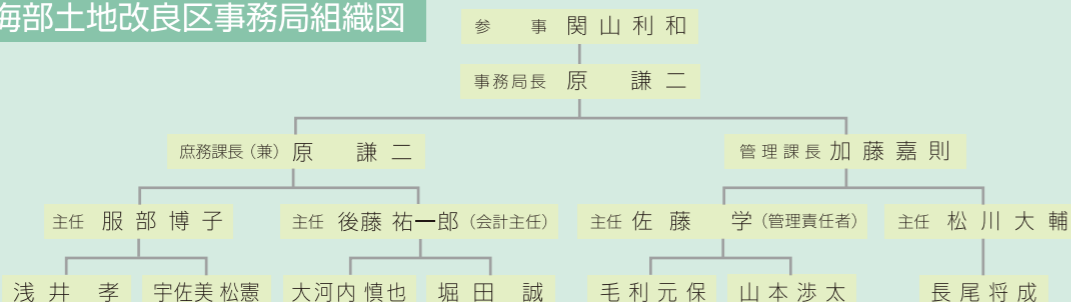 海部土地改良区事務局組織図
参事 関山利和
事務局長 原 謙二
庶務課長（兼） 原 謙二
管理課長 加藤嘉則
主任 服部博子
主任 後藤祐一郎（会計主任）
主任 佐藤 学（管理責任者）
主任 松川大輔
浅井 孝
宇佐美松憲
大河内慎也
堀田 誠
毛利元保
山本渉太
長尾将成